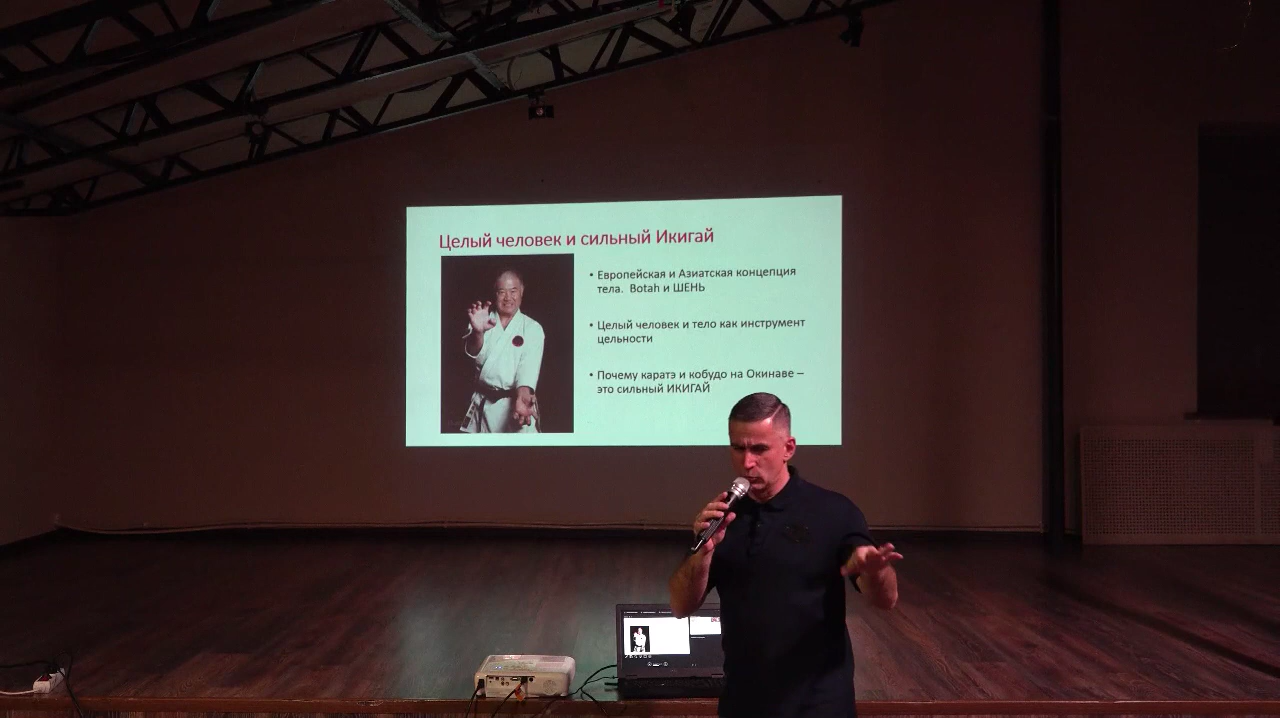 Целый человек и сильный Икигай
• Европейская и Азиатская концепция
тела. Botah и ШЕНЬ
• Целый человек и тело как инструмент
цельности
• Почему каратэ и кобудо на Окинаве –
это сильный ИКИГАЙ